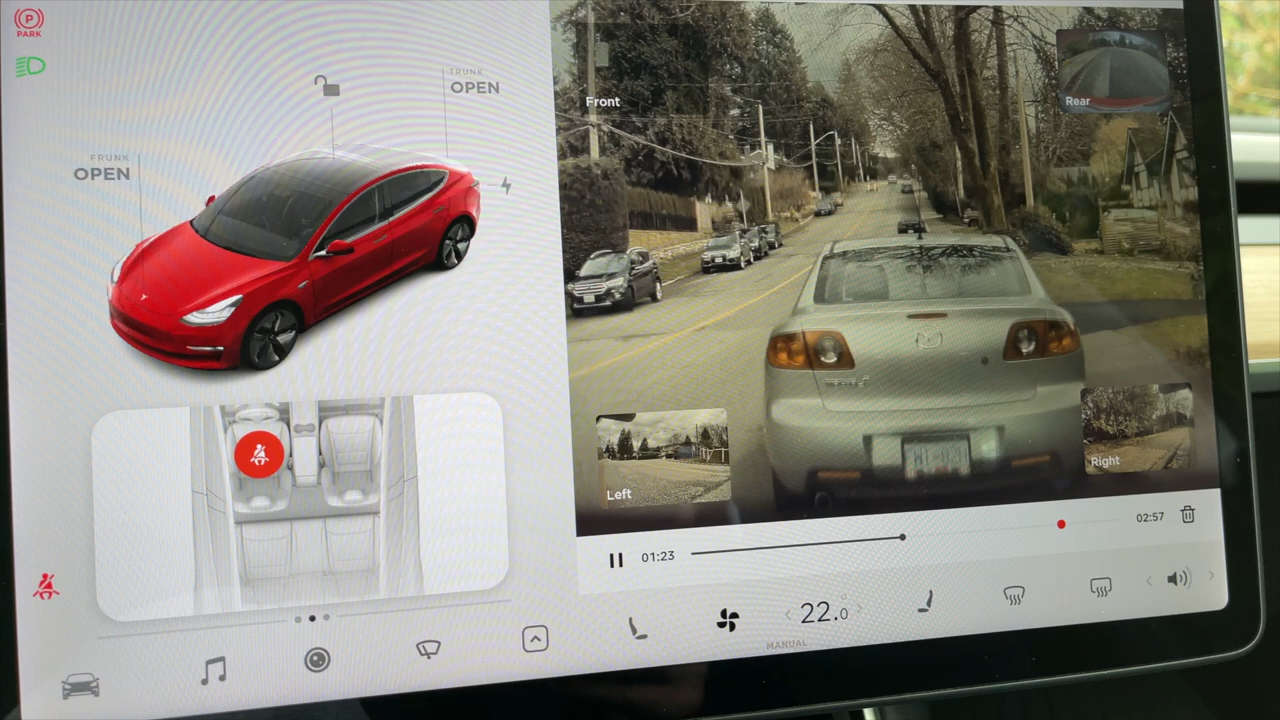 P
PARK
TRUNK
OPEN
FRUNK
OPEN
Front
Rear
Left
Right
01:23
02:57
22.0
MANUAL